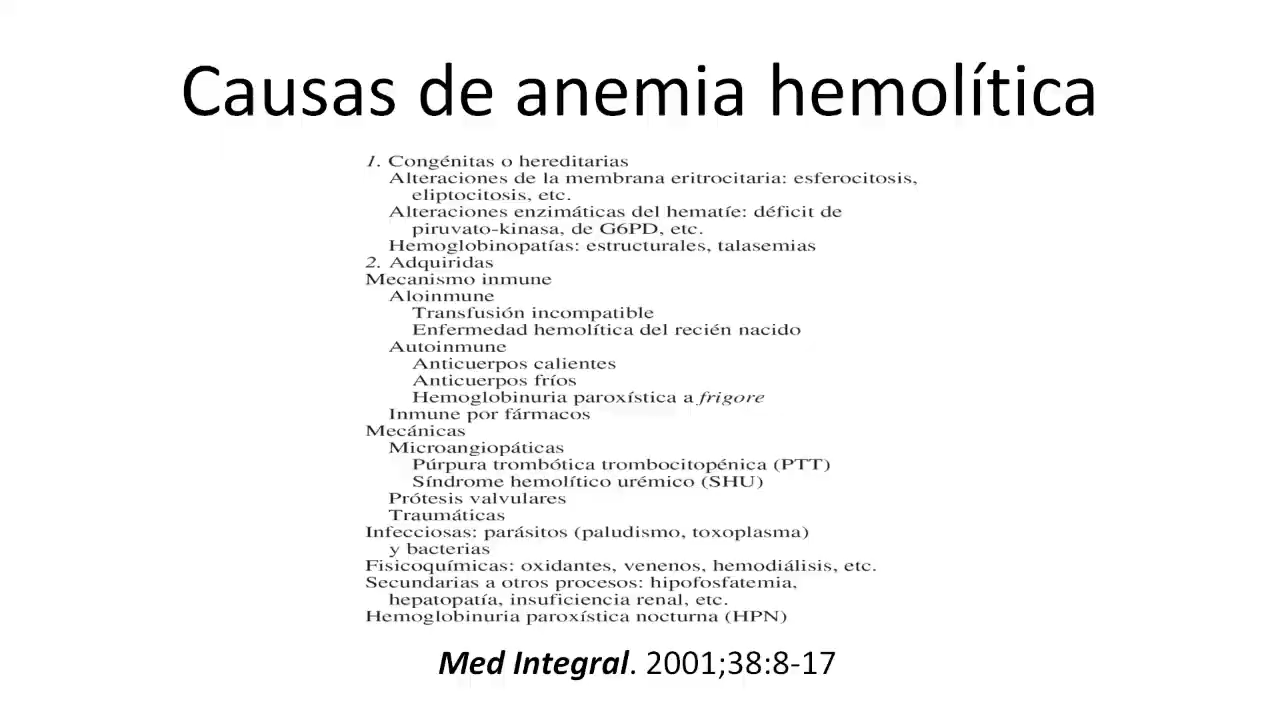 Causas de anemia hemolítica
1. Congénitas o hereditarias
Alteraciones de la membrana eritrocitaria: esferocitosis,
eliptocitosis, etc.
Alteraciones enzimáticas del hematíe: déficit de
piruvato-kinasa, de G6PD, etc.
Hemoglobinopatías: estructurales, talasemias
2. Adquiridas
Mecanismo inmune
Aloinmune
Transfusión incompatible
Enfermedad hemolítica del recién nacido
Autoinmune
Anticuerpos calientes
Anticuerpos fríos
Hemoglobinuria paroxística a frigore
Inmune por fármacos
Mecánicas
Microangiopáticas
Púrpura trombótica trombocitopénica (PTT)
Síndrome hemolítico urémico (SHU)
Prótesis valvulares
Traumáticas
Infecciosas: parásitos (paludismo, toxoplasma)
y bacterias
Fisicoquímicas: oxidantes, venenos, hemodiálisis, etc.
Secundarias a otros procesos: hipofosfatemia,
hepatopatía, insuficiencia renal, etc.
Hemoglobinuria paroxística nocturna (HPN)
Med Integral. 2001;38:8-17